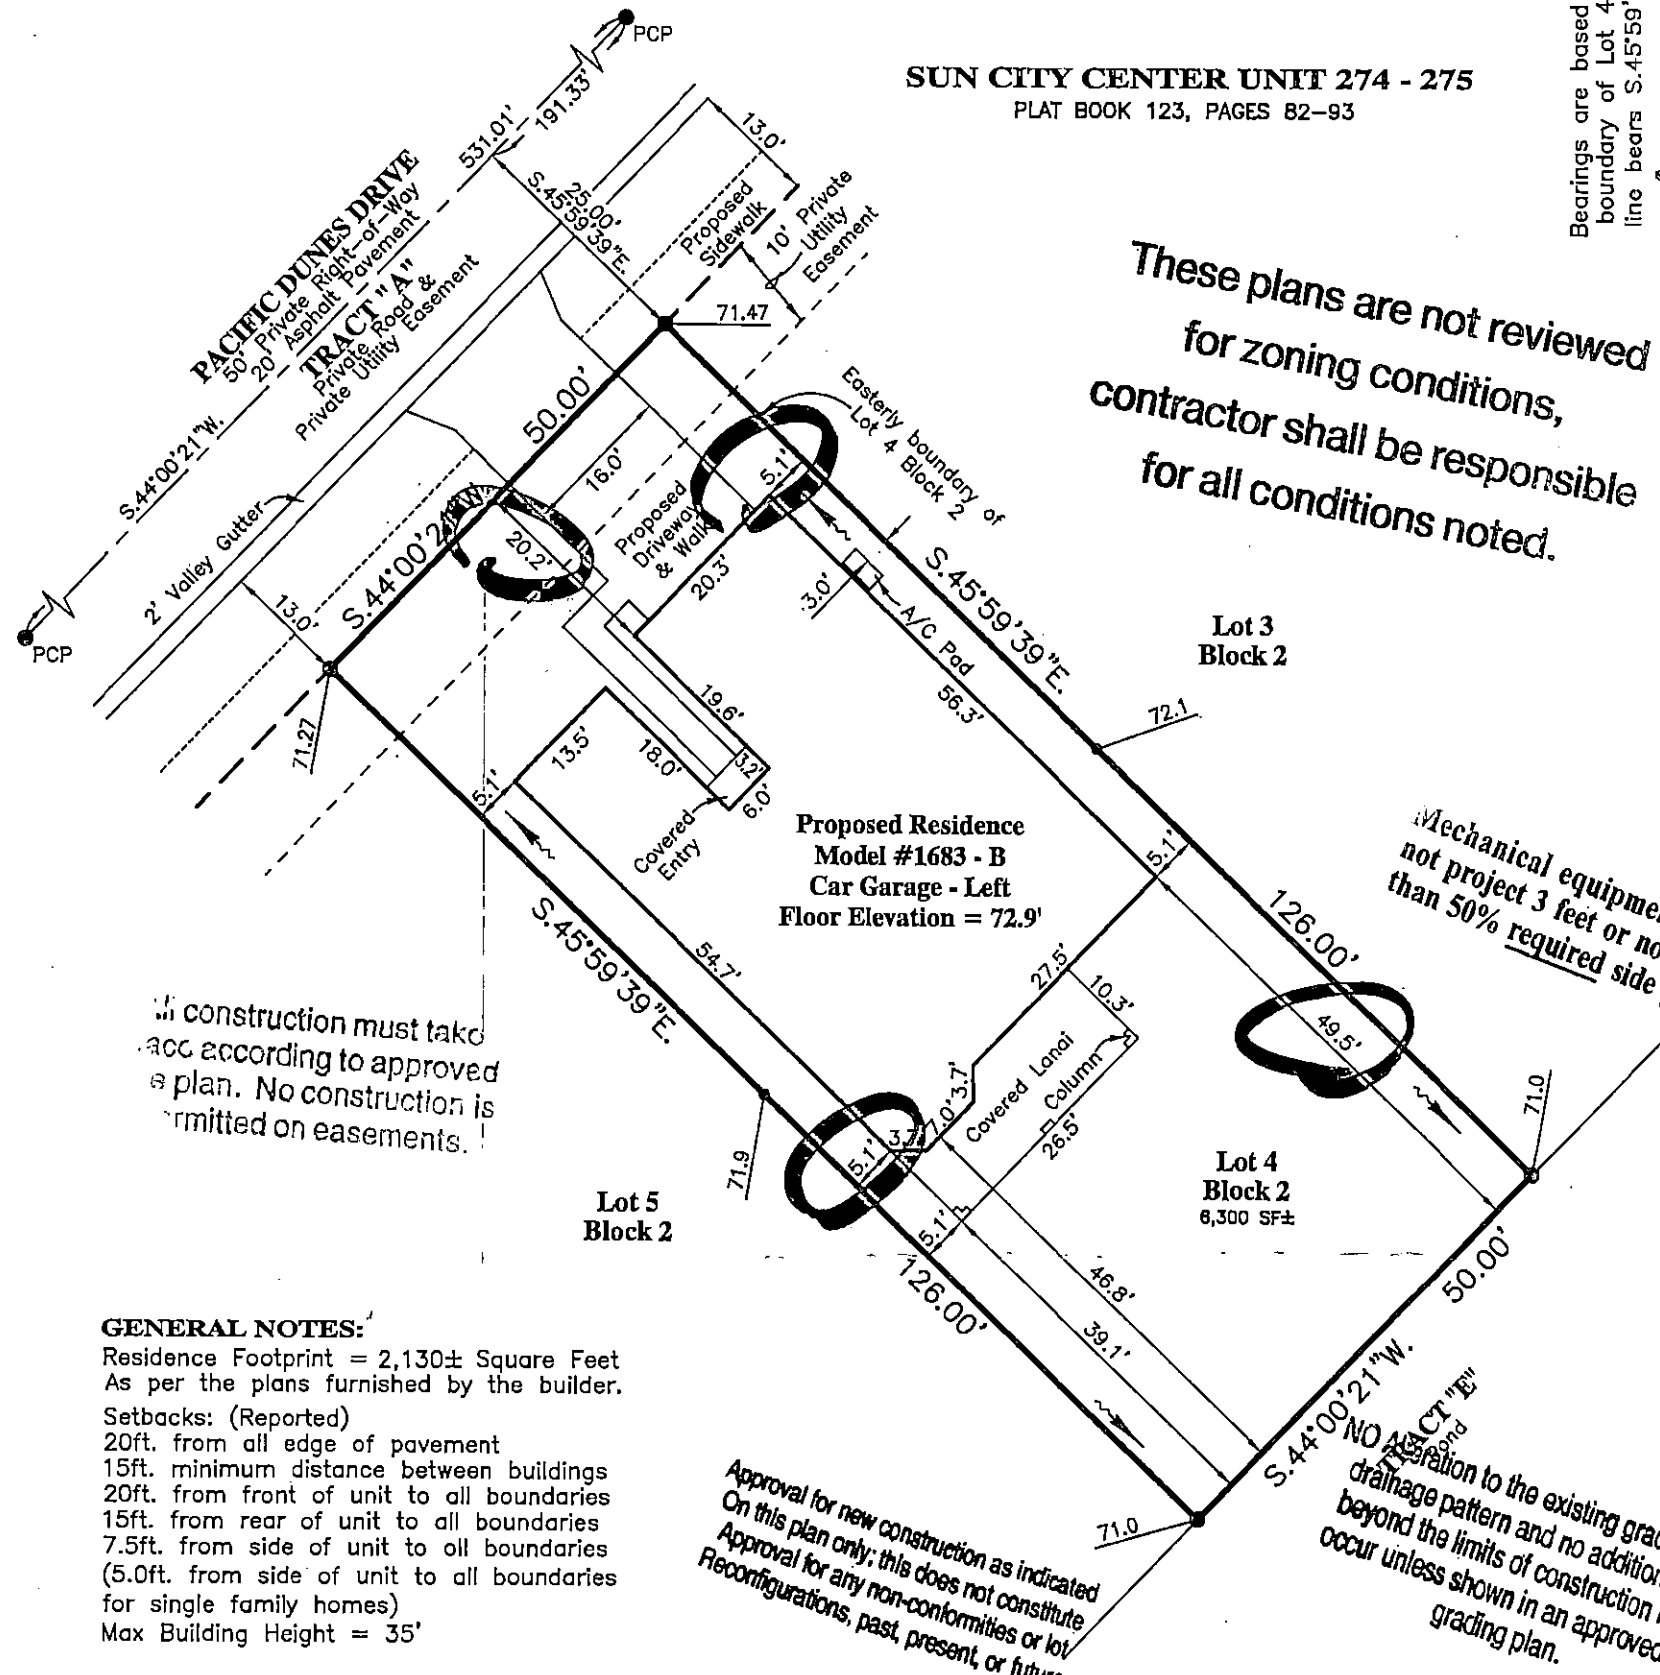 SUN CITY CENTER UNIT 274 - 275
PLAT BOOK 123, PAGES 82-93
Bearings are based
boundary of Lot 4
line bears S.45°59'
PCP
531.01'
191.33'
13.0'
25.00'
S.45°59'39"E.
Proposed
Sidewalk
10' Private
Utility
Easement
PACIFIC DUNES DRIVE
50' Private Right-of-Way
20' Asphalt Pavement
TRACT "A"
Private Road &
Private Utility Easement
S.44°00'21"W.
71.47
These plans are not reviewed
for zoning conditions,
contractor shall be responsible
for all conditions noted.
50.00'
16.0'
Easterly boundary of
Lot 4 Block 2
5.1'
Proposed
Driveway
& Walk
20.2'
20.3'
3.0'
A/C Pad
S.44°00'21"W.
2' Valley Gutter
13.0'
PCP
S.45°59'39"E.
Lot 3
Block 2
56.3'
72.1
71.27
19.6'
13.5'
18.0'
3.2'
6.0'
5.1'
Covered
Entry
Proposed Residence
Model #1683 - B
Car Garage - Left
Floor Elevation = 72.9'
5.1'
126.00'
Mechanical equipme
not project 3 feet or no
than 50% required side
S.45°59'39"E.
54.7'
27.5'
10.3'
49.5'
construction must take
according to approved
plan. No construction is
rmitted on easements.
Covered Lanai
Column
3.7'
7.0'
3.7'
26.5'
5.1'
71.9
71.0
Lot 5
Block 2
Lot 4
Block 2
6,300 SF±
5.1'
126.00'
46.8'
39.1'
50.00'
S.44°00'21"W.
TRACT "E"
Pond
71.0
GENERAL NOTES:
Residence Footprint = 2,130± Square Feet
As per the plans furnished by the builder.
Setbacks: (Reported)
20ft. from all edge of pavement
15ft. minimum distance between buildings
20ft. from front of unit to all boundaries
15ft. from rear of unit to all boundaries
7.5ft. from side of unit to all boundaries
(5.0ft. from side of unit to all boundaries
for single family homes)
Max Building Height = 35'
Approval for new construction as indicated
On this plan only; this does not constitute
Approval for any non-conformities or lot
Reconfigurations, past, present, or future
NO Alteration to the existing grad
drainage pattern and no addition
beyond the limits of construction
occur unless shown in an approved
grading plan.